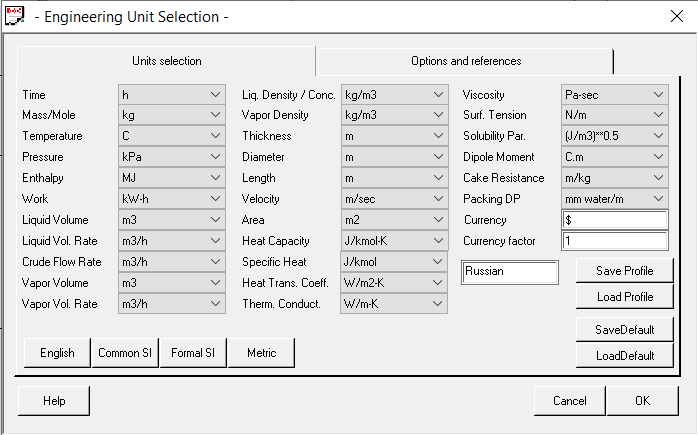 - Engineering Unit Selection -
Units selection
Options and references
Time h
Mass/Mole kg
Temperature C
Pressure kPa
Enthalpy MJ
Work kW-h
Liquid Volume m3
Liquid Vol. Rate m3/h
Crude Flow Rate m3/h
Vapor Volume m3
Vapor Vol. Rate m3/h
Liq. Density / Conc. kg/m3
Vapor Density kg/m3
Thickness m
Diameter m
Length m
Velocity m/sec
Area m2
Heat Capacity J/kmol-K
Specific Heat J/kmol
Heat Trans. Coeff. W/m2-K
Therm. Conduct. W/m-K
Viscosity Pa-sec
Surf. Tension N/m
Solubility Par. (J/m3)**0.5
Dipole Moment C.m
Cake Resistance m/kg
Packing DP mm water/m
Currency $
Currency factor 1
Russian
Save Profile
Load Profile
SaveDefault
LoadDefault
English Common SI Formal SI Metric
Help Cancel OK